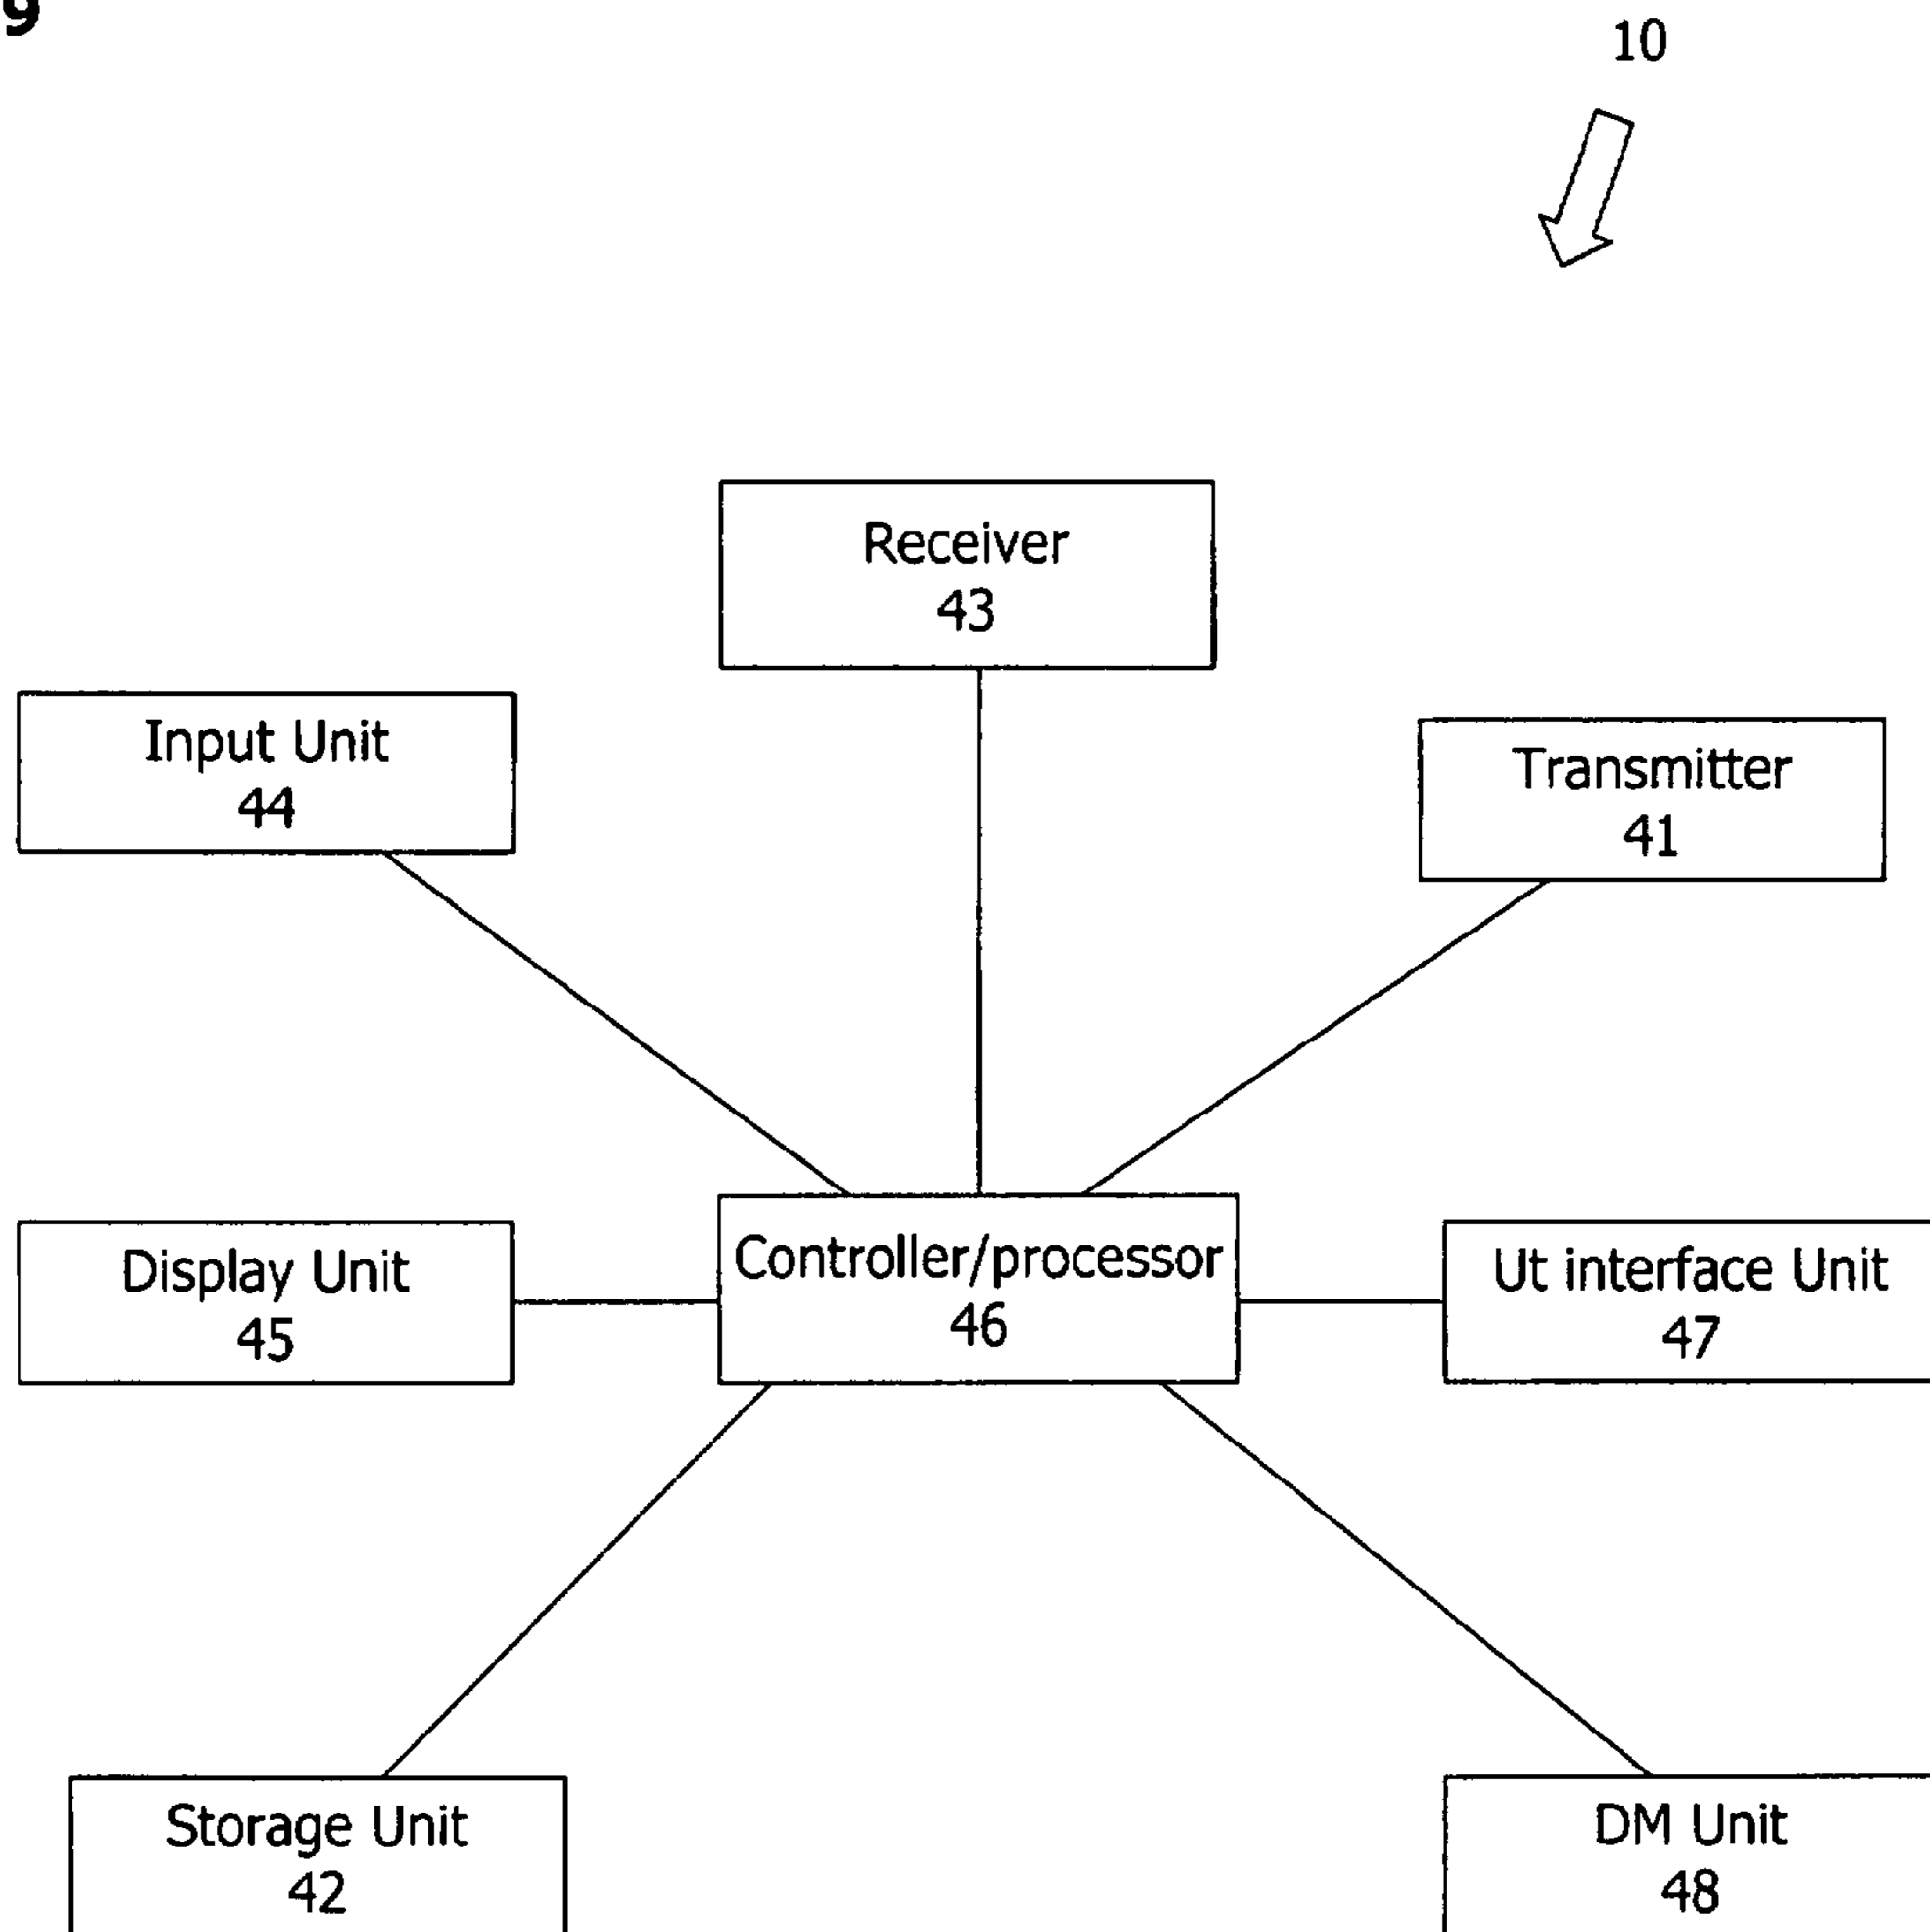 9
10
Receiver
43
Input Unit
44
Transmitter
41
Controller/processor
46
Display Unit
45
Ut interface Unit
47
Storage Unit
42
DM Unit
48